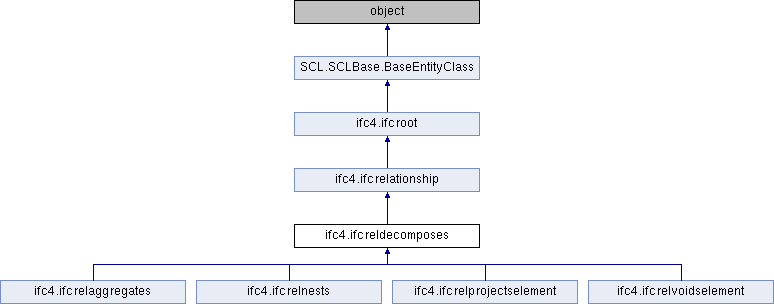 object
SCL.SCLBase.BaseEntityClass
ifc4.ifcroot
ifc4.ifcrelationship
ifc4.ifcreldecomposes
ifc4.ifcrelaggregates
ifc4.ifcrelnests
ifc4.ifcrelprojectselement
ifc4.ifcrelvoidselement